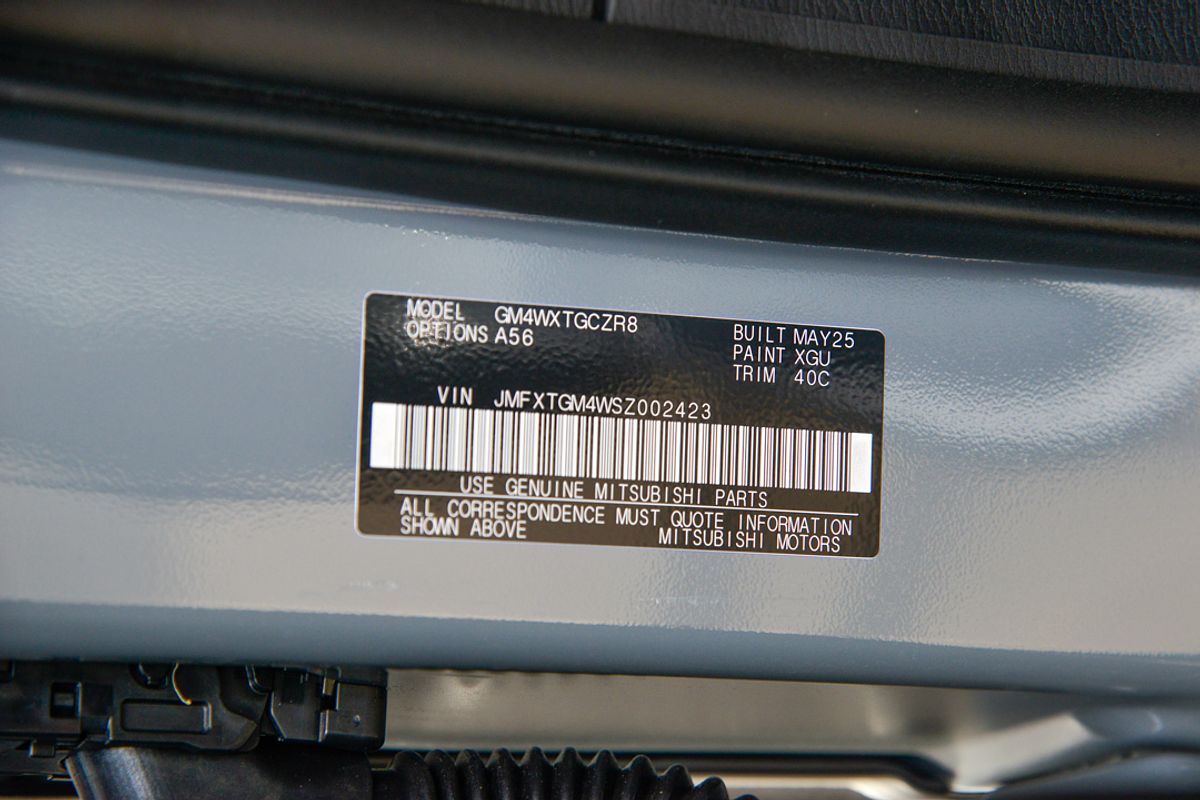 MODEL GM4WXTGCZR8
OPTIONS A56
BUILT MAY25
PAINT XGU
TRIM 40C
VIN JMFXTGM4WSZ002423
USE GENUINE MITSUBISHI PARTS
ALL CORRESPONDENCE MUST QUOTE INFORMATION
SHOWN ABOVE MITSUBISHI MOTORS